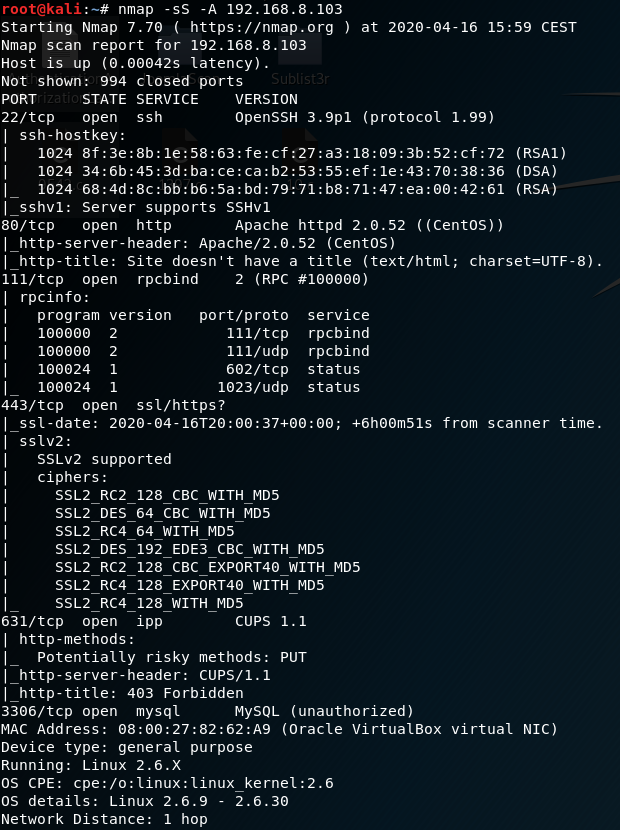 root@kali:~# nmap -sS -A 192.168.8.103
Starting Nmap 7.70 ( https://nmap.org ) at 2020-04-16 15:59 CEST
Nmap scan report for 192.168.8.103
Host is up (0.00042s latency).
Not shown: 994 closed ports
PORT     STATE SERVICE    VERSION
22/tcp   open  ssh        OpenSSH 3.9p1 (protocol 1.99)
| ssh-hostkey:
|   1024 8f:3e:8b:1e:58:63:fe:cf:27:a3:18:09:3b:52:cf:72 (RSA1)
|   1024 34:6b:45:3d:ba:ce:ca:b2:53:55:ef:1e:43:70:38:36 (DSA)
|_  1024 68:4d:8c:bb:b6:5a:bd:79:71:b8:71:47:ea:00:42:61 (RSA)
|_sshv1: Server supports SSHv1
80/tcp   open  http       Apache httpd 2.0.52 ((CentOS))
|_http-server-header: Apache/2.0.52 (CentOS)
|_http-title: Site doesn't have a title (text/html; charset=UTF-8).
111/tcp  open  rpcbind    2 (RPC #100000)
| rpcinfo:
|   program version   port/proto  service
|   100000  2            111/tcp  rpcbind
|   100000  2            111/udp  rpcbind
|   100024  1            602/tcp  status
|_  100024  1           1023/udp  status
443/tcp  open  ssl/https?
|_ssl-date: 2020-04-16T20:00:37+00:00; +6h00m51s from scanner time.
| sslv2:
|   SSLv2 supported
|   ciphers:
|     SSL2_RC2_128_CBC_WITH_MD5
|     SSL2_DES_64_CBC_WITH_MD5
|     SSL2_RC4_64_WITH_MD5
|     SSL2_DES_192_EDE3_CBC_WITH_MD5
|     SSL2_RC2_128_CBC_EXPORT40_WITH_MD5
|     SSL2_RC4_128_EXPORT40_WITH_MD5
|_    SSL2_RC4_128_WITH_MD5
631/tcp  open  ipp        CUPS 1.1
| http-methods:
|_  Potentially risky methods: PUT
|_http-server-header: CUPS/1.1
|_http-title: 403 Forbidden
3306/tcp open  mysql      MySQL (unauthorized)
MAC Address: 08:00:27:82:62:A9 (Oracle VirtualBox virtual NIC)
Device type: general purpose
Running: Linux 2.6.X
OS CPE: cpe:/o:linux:linux_kernel:2.6
OS details: Linux 2.6.9 - 2.6.30
Network Distance: 1 hop
Sublist3r